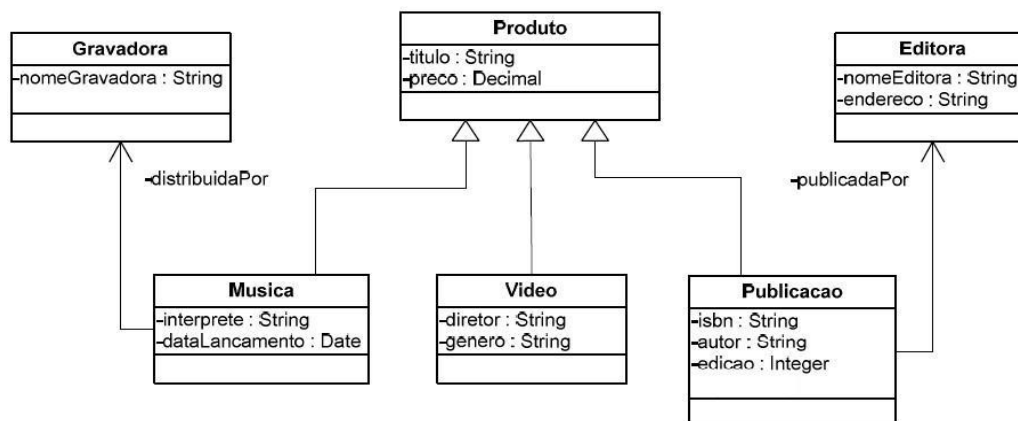 Gravadora
-nomeGravadora : String
Produto
-titulo : String
-preco : Decimal
Editora
-nomeEditora : String
-endereco : String
-distribuidaPor
-publicadaPor
Musica
-interprete : String
-dataLancamento : Date
Video
-diretor : String
-genero : String
Publicacao
-isbn : String
-autor : String
-edicao : Integer